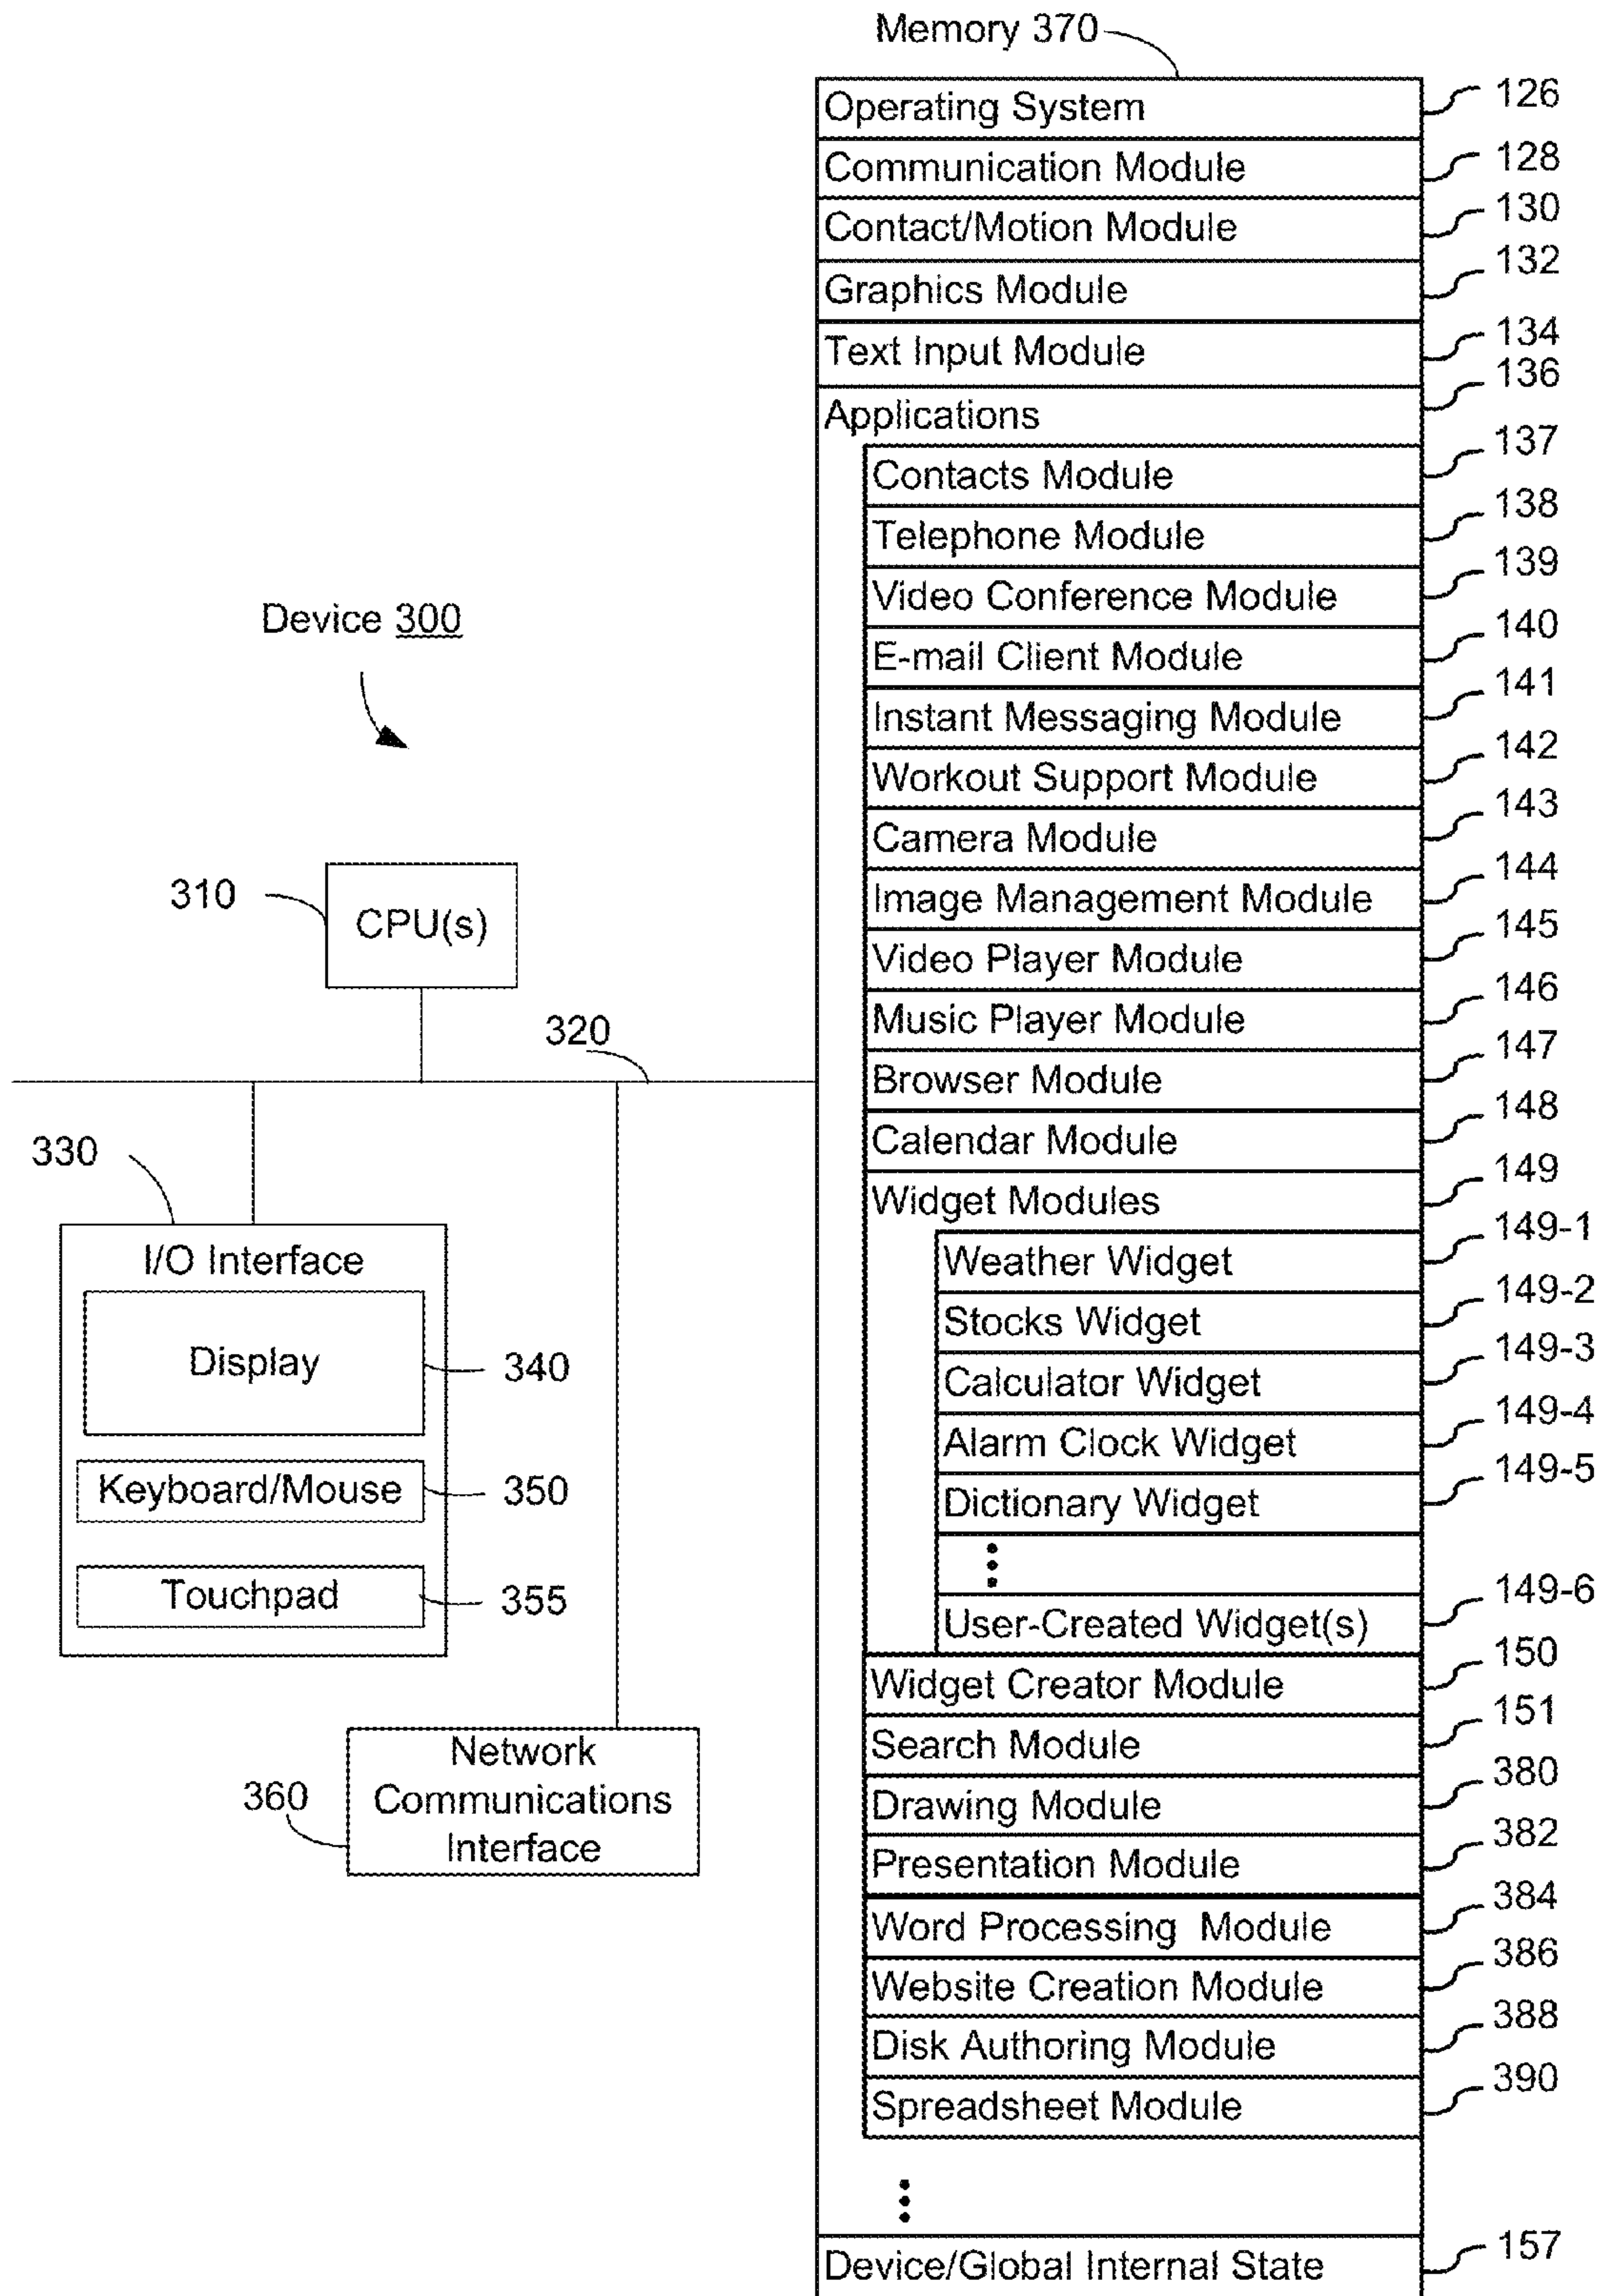 Memory 370
Operating System 126
Communication Module 128
Contact/Motion Module 130
Graphics Module 132
Text Input Module 134
Applications 136
Contacts Module 137
Telephone Module 138
Video Conference Module 139
E-mail Client Module 140
Instant Messaging Module 141
Workout Support Module 142
Camera Module 143
Image Management Module 144
Video Player Module 145
Music Player Module 146
Browser Module 147
Calendar Module 148
Widget Modules 149
Weather Widget 149-1
Stocks Widget 149-2
Calculator Widget 149-3
Alarm Clock Widget 149-4
Dictionary Widget 149-5
User-Created Widget(s) 149-6
Widget Creator Module 150
Search Module 151
Drawing Module 380
Presentation Module 382
Word Processing Module 384
Website Creation Module 386
Disk Authoring Module 388
Spreadsheet Module 390
Device/Global Internal State 157
Device 300
310
CPU(s)
320
330
I/O Interface
Display 340
Keyboard/Mouse 350
Touchpad 355
360
Network
Communications
Interface